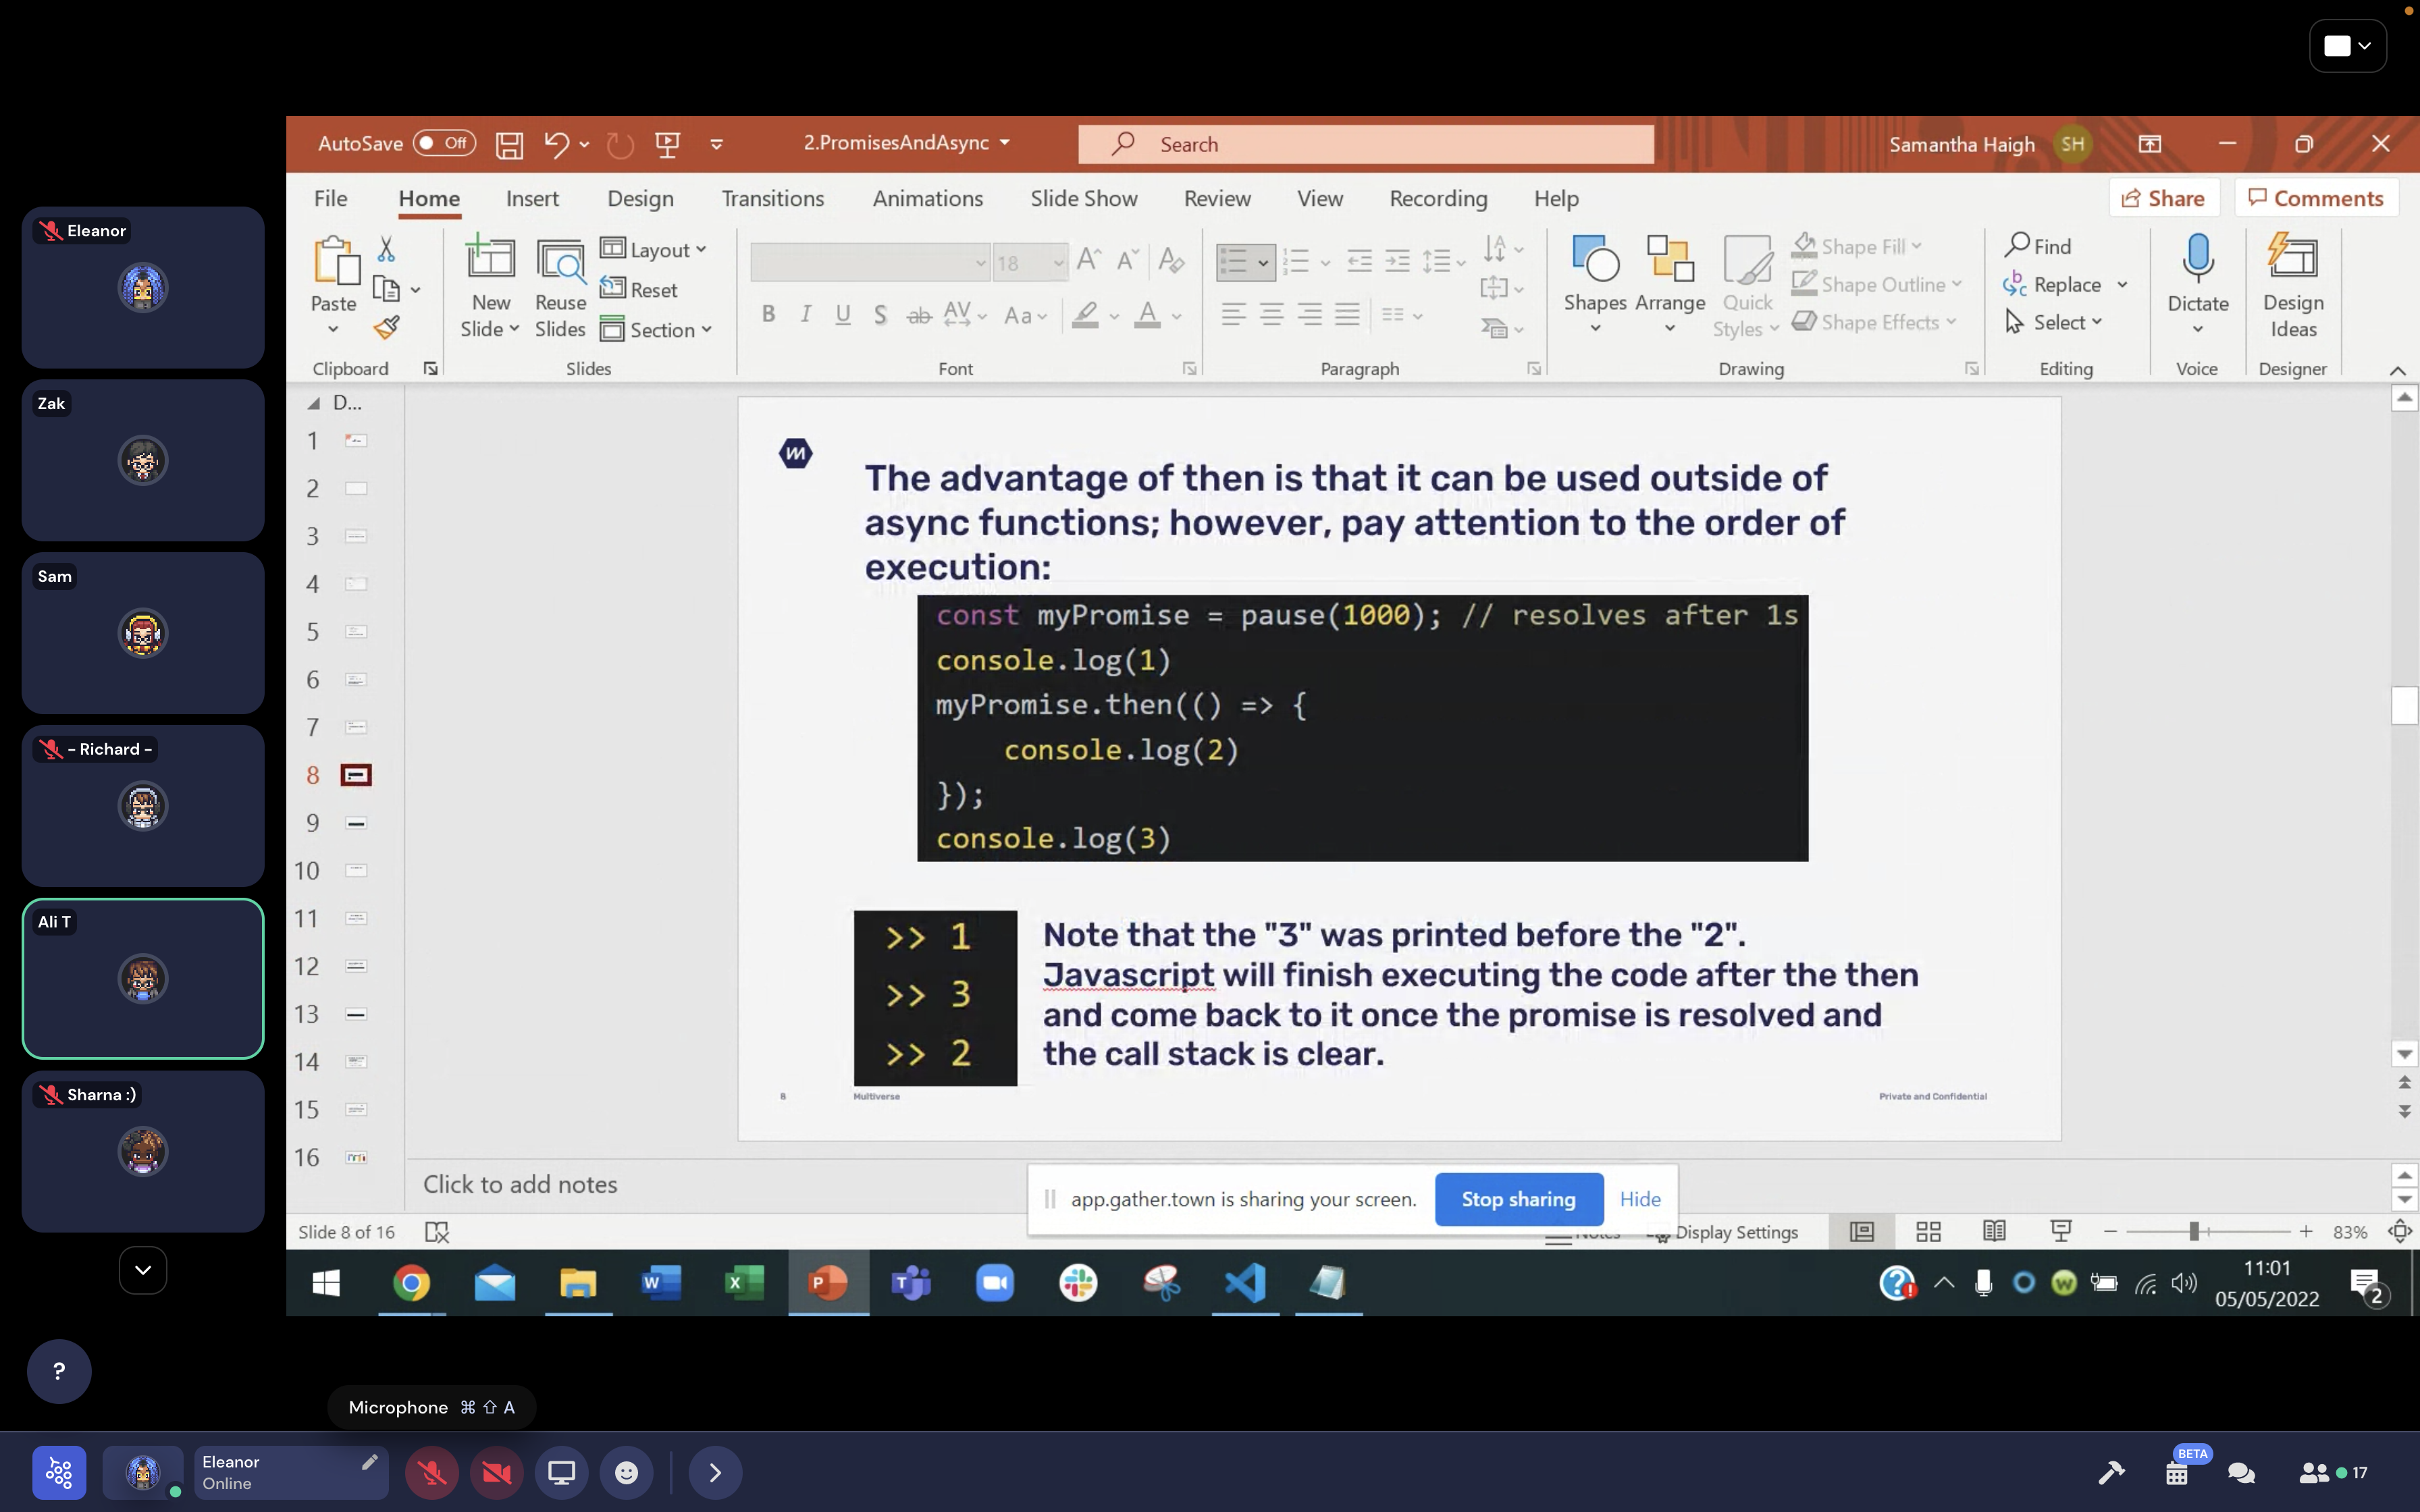 AutoSave Off
2.PromisesAndAsync
Search
Samantha Haigh SH
File Home Insert Design Transitions Animations Slide Show Review View Recording Help
Share Comments
Paste
New Slide
Reuse Slides
Layout
Reset
Section
18
B I U S ab AV Aa A
Shapes Arrange Quick Styles
Shape Fill
Shape Outline
Shape Effects
Find
Replace
Select
Dictate
Design Ideas
Clipboard Slides Font Paragraph Drawing Editing Voice Designer
Eleanor
Zak
Sam
- Richard -
Ali T
Sharna :)
D...
1
2
3
4
5
6
7
8
9
10
11
12
13
14
15
16
The advantage of then is that it can be used outside of
async functions; however, pay attention to the order of
execution:
const myPromise = pause(1000); // resolves after 1s
console.log(1)
myPromise.then(() => {
console.log(2)
});
console.log(3)
>> 1
>> 3
>> 2
Note that the "3" was printed before the "2".
Javascript will finish executing the code after the then
and come back to it once the promise is resolved and
the call stack is clear.
8 Multiverse Private and Confidential
Click to add notes
app.gather.town is sharing your screen. Stop sharing Hide
Slide 8 of 16
Notes Display Settings 83%
11:01
05/05/2022
2
?
Microphone ⌘ ⇧ A
Eleanor
Online
BETA
17